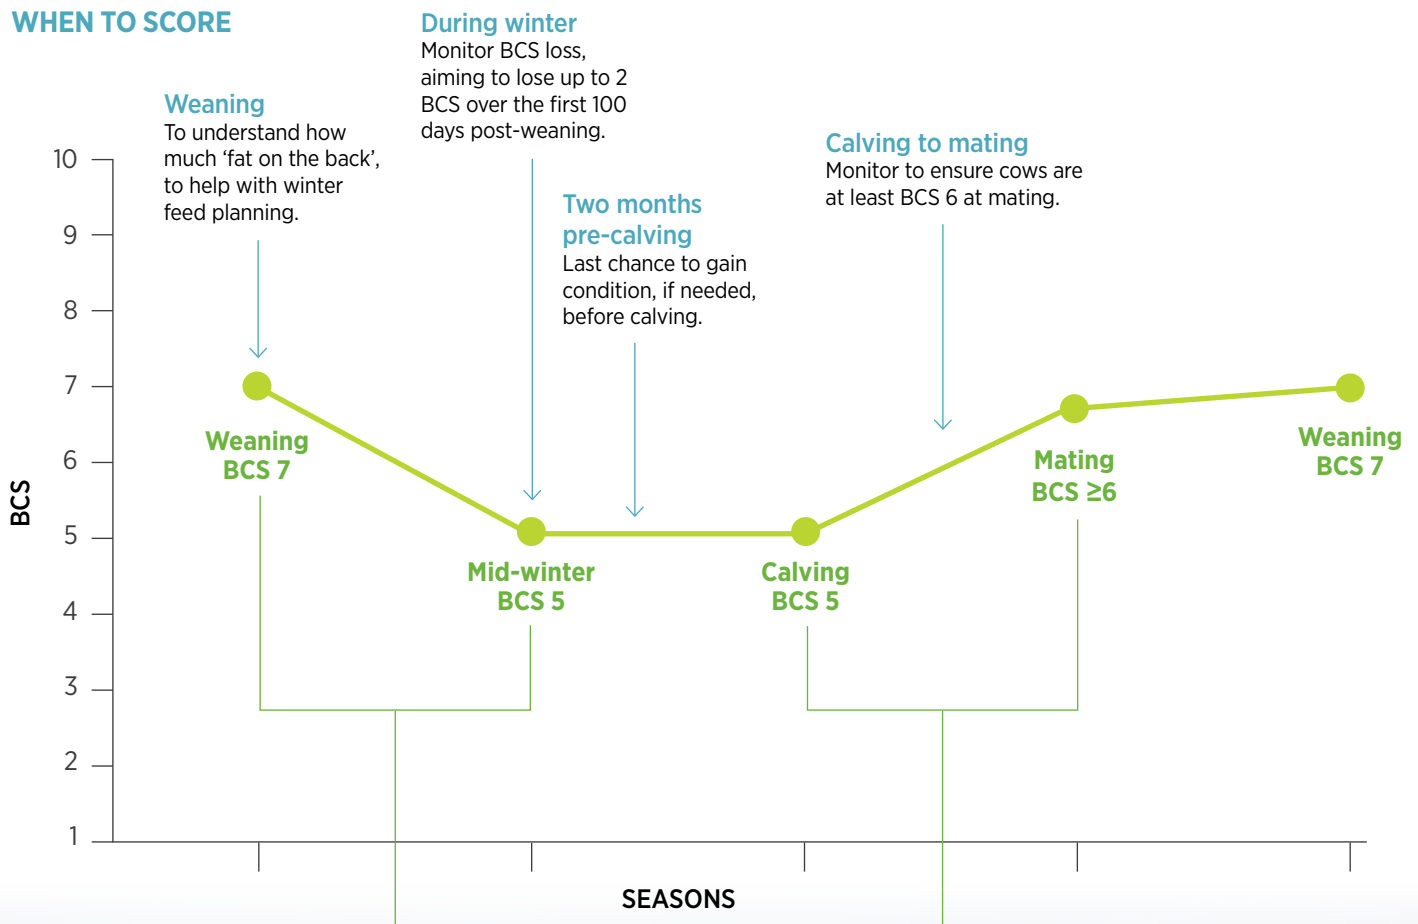 WHEN TO SCORE
During winter
Monitor BCS loss,
aiming to lose up to 2
BCS over the first 100
days post-weaning.
Weaning
To understand how
much ‘fat on the back’,
to help with winter
feed planning.
Calving to mating
Monitor to ensure cows are
at least BCS 6 at mating.
Two months
pre-calving
Last chance to gain
condition, if needed,
before calving.
10
9
8
7
6
5
4
3
2
1
BCS
Weaning
BCS 7
Mid-winter
BCS 5
Calving
BCS 5
Mating
BCS ≥6
Weaning
BCS 7
SEASONS